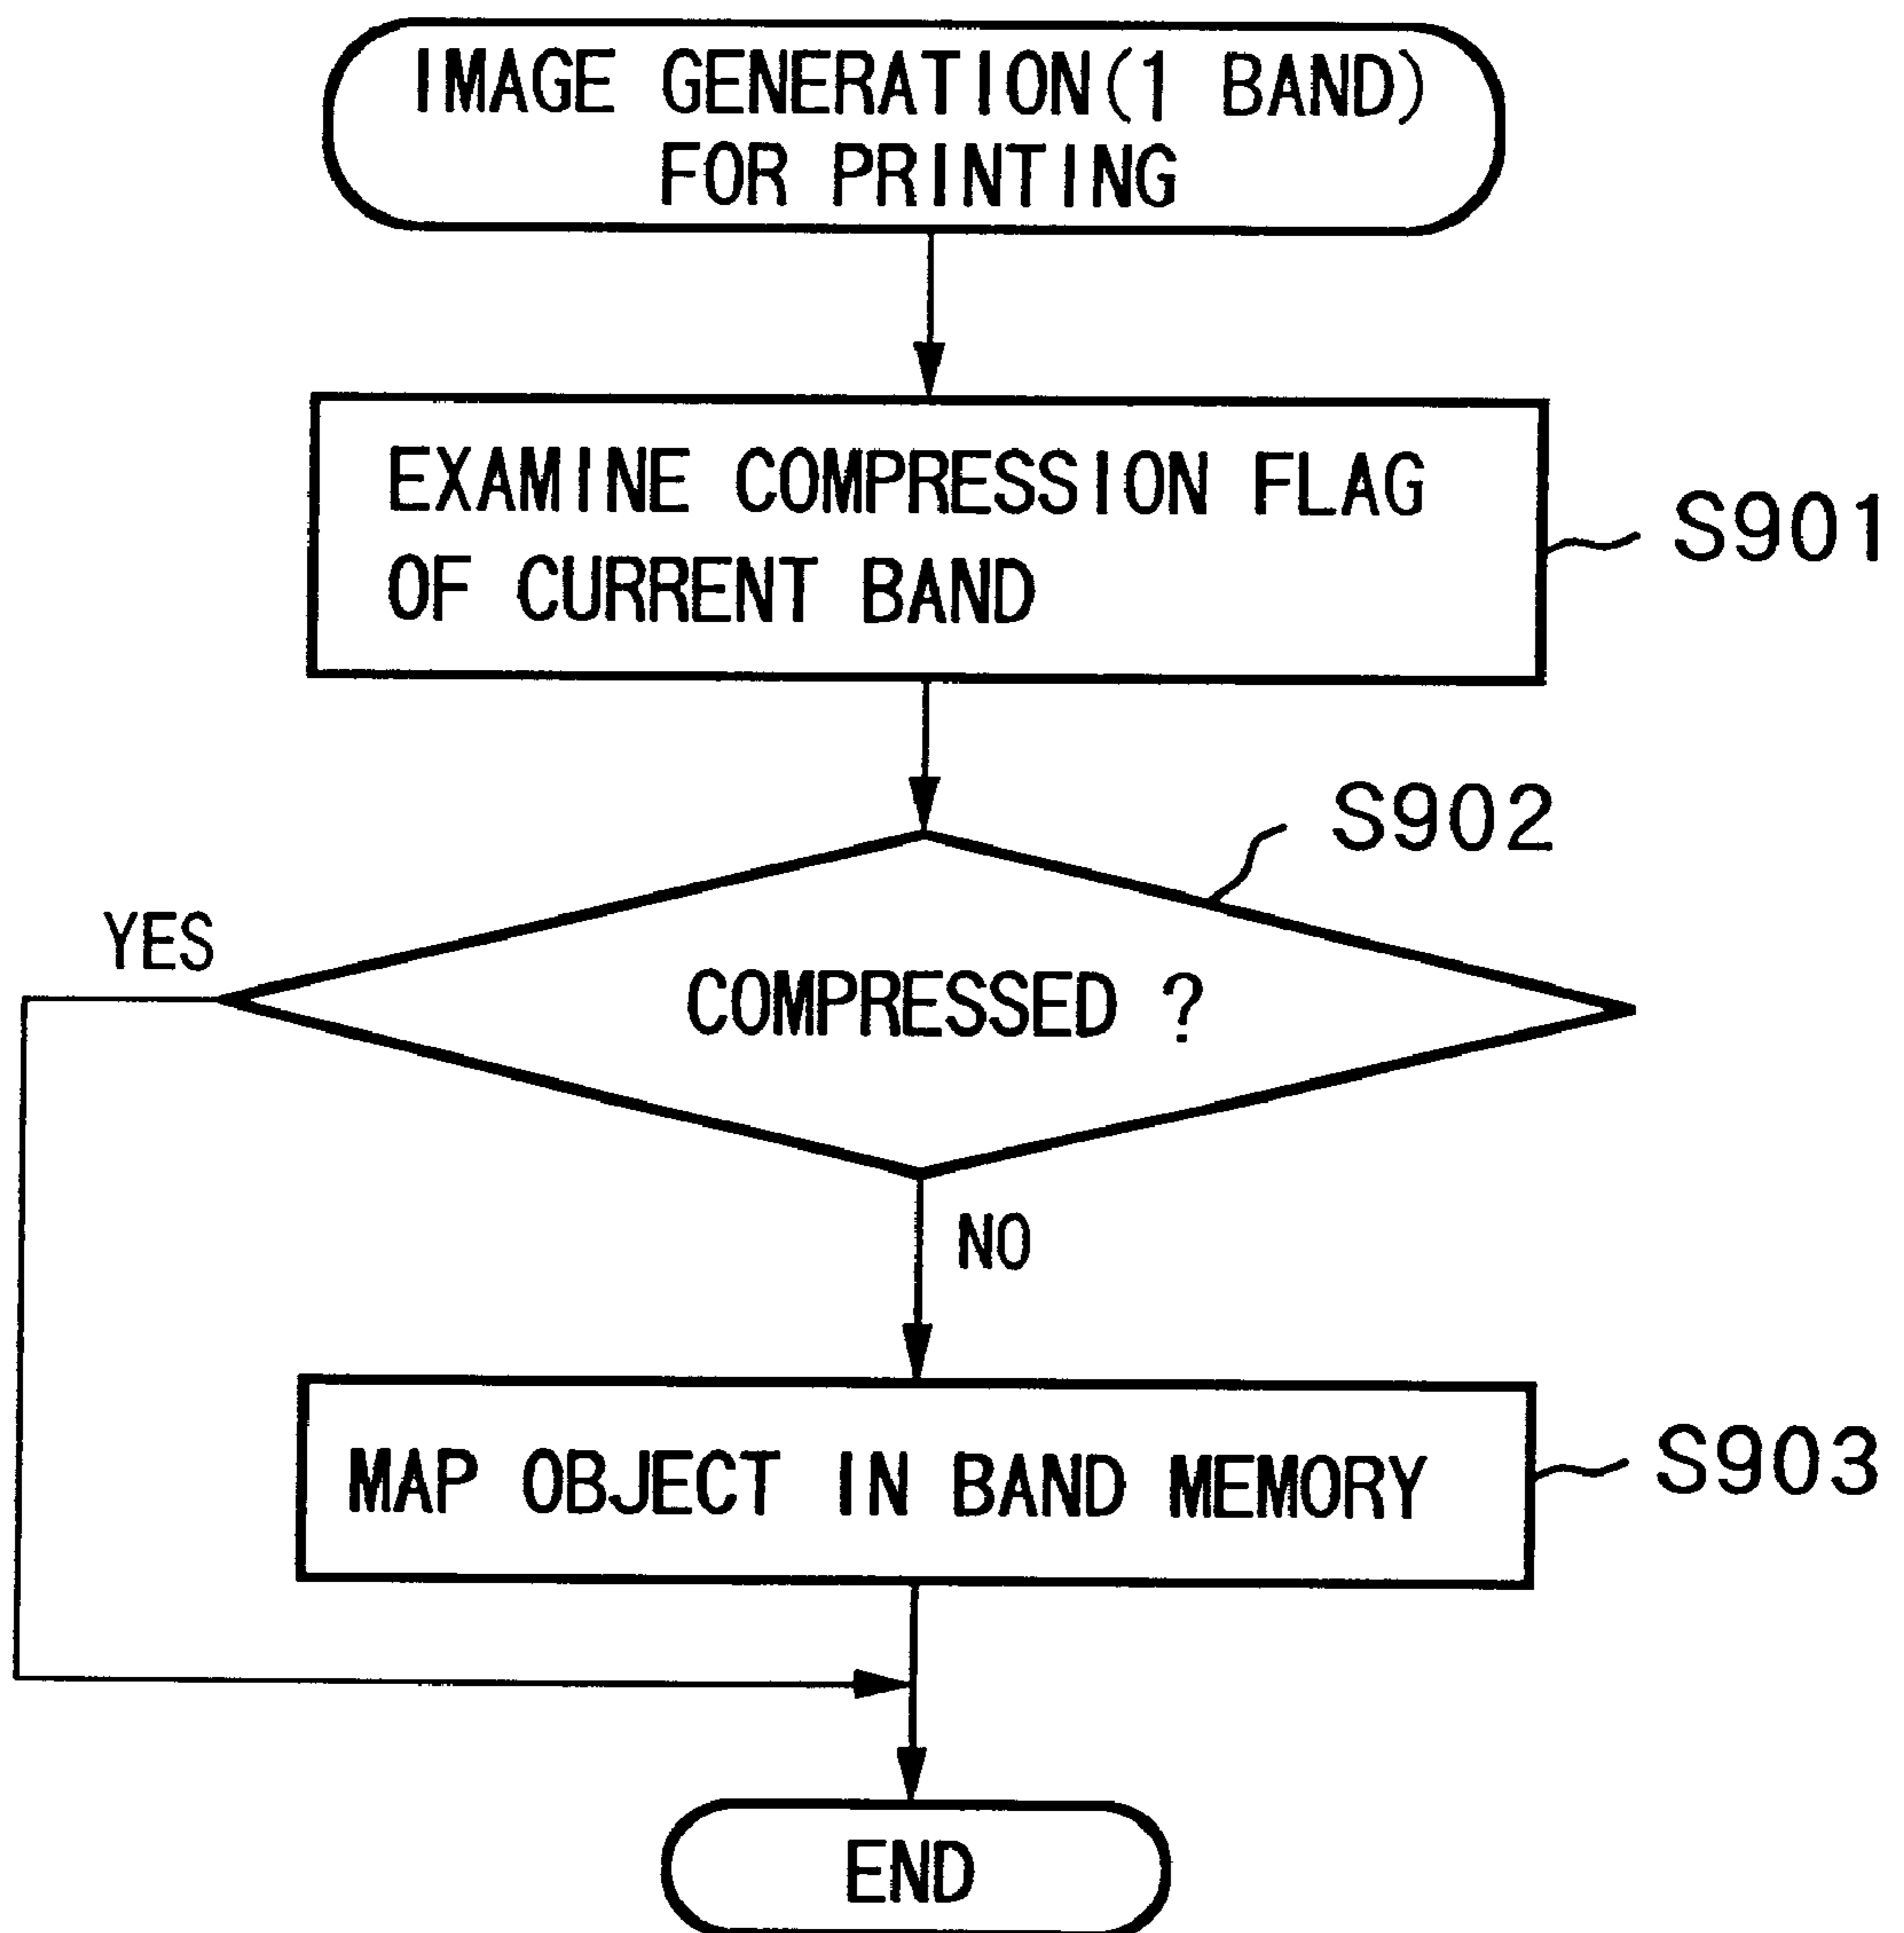 IMAGE GENERATION(1 BAND)
FOR PRINTING
EXAMINE COMPRESSION FLAG
OF CURRENT BAND
S901
S902
YES
COMPRESSED ?
NO
MAP OBJECT IN BAND MEMORY
S903
END